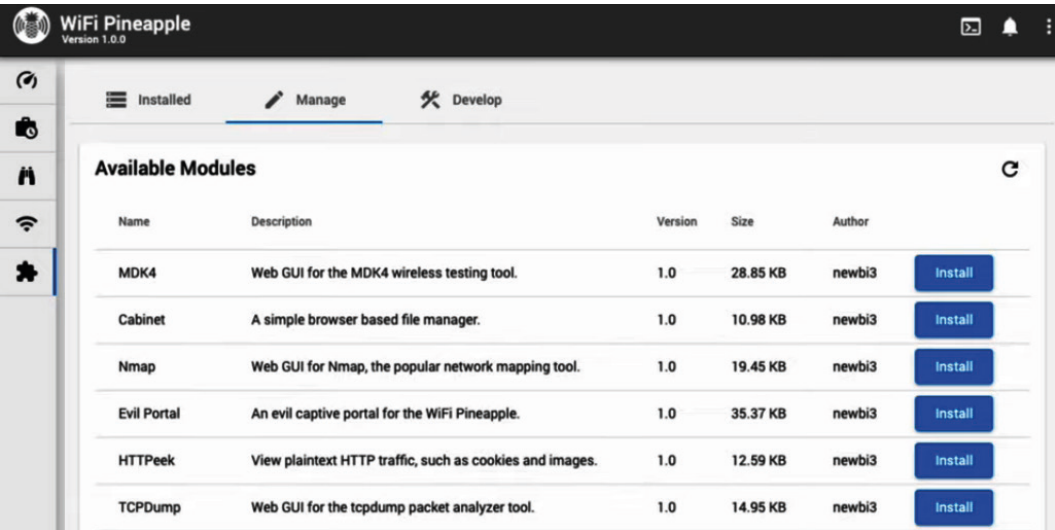 WiFi Pineapple
Version 1.0.0
Installed Manage Develop
Available Modules
Name Description Version Size Author
MDK4 Web GUI for the MDK4 wireless testing tool. 1.0 28.85 KB newbi3 Install
Cabinet A simple browser based file manager. 1.0 10.98 KB newbi3 Install
Nmap Web GUI for Nmap, the popular network mapping tool. 1.0 19.45 KB newbi3 Install
Evil Portal An evil captive portal for the WiFi Pineapple. 1.0 35.37 KB newbi3 Install
HTTPeek View plaintext HTTP traffic, such as cookies and images. 1.0 12.59 KB newbi3 Install
TCPDump Web GUI for the tcpdump packet analyzer tool. 1.0 14.95 KB newbi3 Install